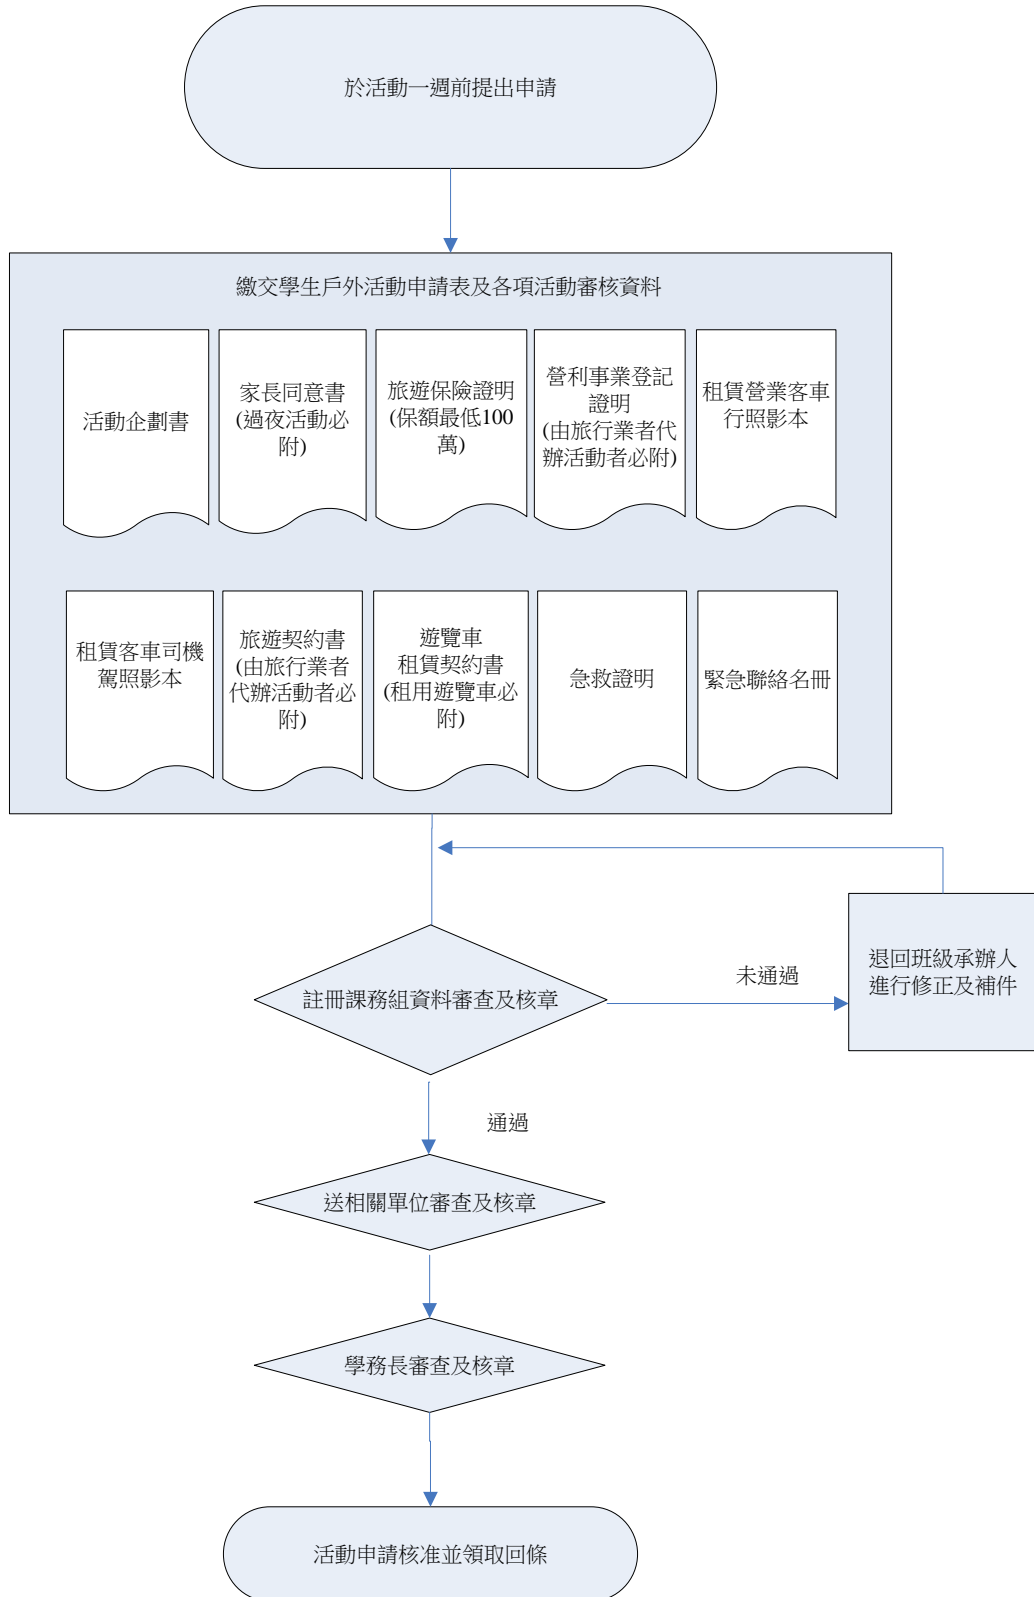 於活動一週前提出申請
繳交學生戶外活動申請表及各項活動審核資料
活動企劃書
家長同意書
(過夜活動必
附)
旅遊保險證明
(保額最低100
萬)
營利事業登記
證明
(由旅行業者代
辦活動者必附)
租賃營業客車
行照影本
租賃客車司機
駕照影本
旅遊契約書
(由旅行業者
代辦活動者必
附)
遊覽車
租賃契約書
(租用遊覽車必
附)
急救證明
緊急聯絡名冊
註冊課務組資料審查及核章
未通過
退回班級承辦人
進行修正及補件
通過
送相關單位審查及核章
學務長審查及核章
活動申請核准並領取回條